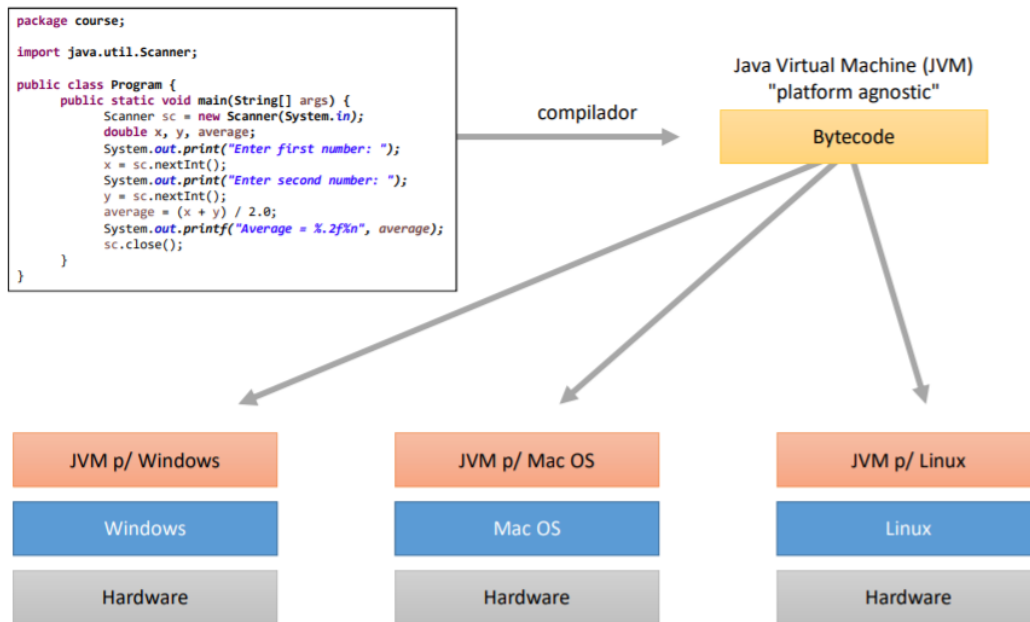 package course;
import java.util.Scanner;
public class Program {
public static void main(String[] args) {
Scanner sc = new Scanner(System.in);
double x, y, average;
System.out.print("Enter first number: ");
x = sc.nextInt();
System.out.print("Enter second number: ");
y = sc.nextInt();
average = (x + y) / 2.0;
System.out.printf("Average = %.2f%n", average);
sc.close();
}
}
compilador
Java Virtual Machine (JVM)
"platform agnostic"
Bytecode
JVM p/ Windows
Windows
Hardware
JVM p/ Mac OS
Mac OS
Hardware
JVM p/ Linux
Linux
Hardware